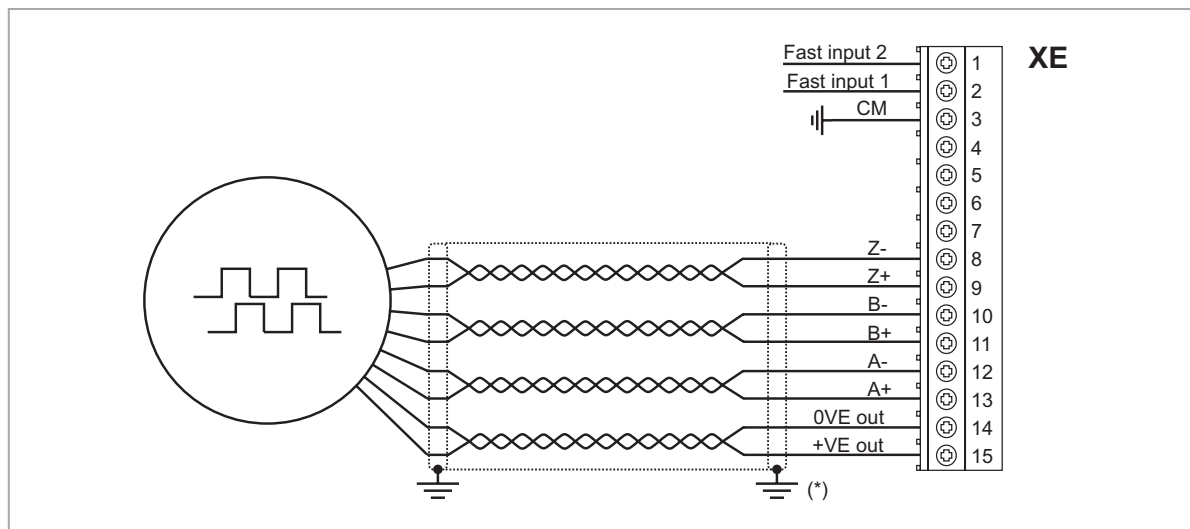 XE
Fast input 2 1
Fast input 1 2
CM 3
4
5
6
7
Z- 8
Z+ 9
B- 10
B+ 11
A- 12
A+ 13
0VE out 14
+VE out 15
(*)